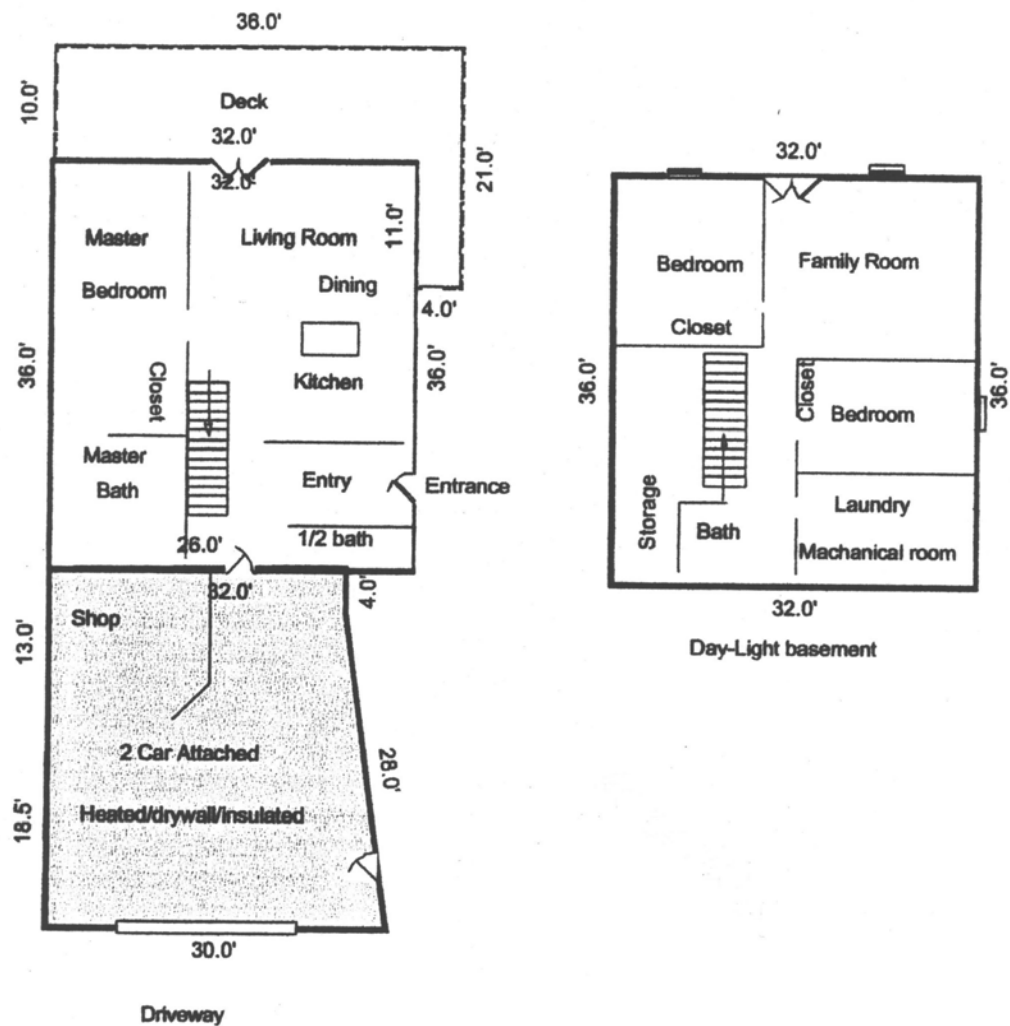 36.0'
10.0'
Deck
32.0'
32.0'
21.0'
Master
Bedroom
Living Room
11.0'
Dining
4.0'
36.0'
Closet
Kitchen
36.0'
Master
Bath
Entry
Entrance
26.0'
1/2 bath
32.0'
4.0'
Shop
13.0'
2 Car Attached
28.0'
18.5'
Heated/drywall/insulated
30.0'
Driveway
32.0'
Bedroom
Family Room
Closet
36.0'
Closet
Bedroom
36.0'
Storage
Bath
Laundry
Machanical room
32.0'
Day-Light basement